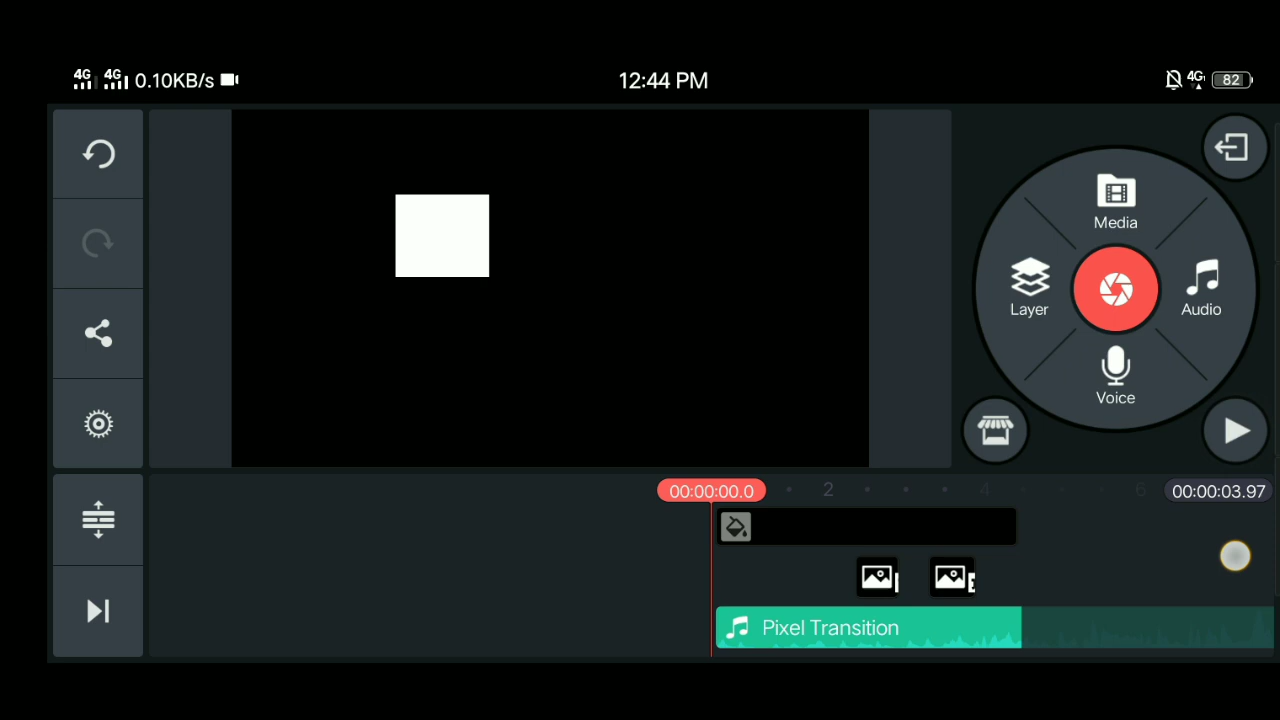 4G 4G 0.10KB/s 12:44 PM 4G 82
Media
Layer
Audio
Voice
00:00:00.0 2 4 6 00:00:03.97
Pixel Transition